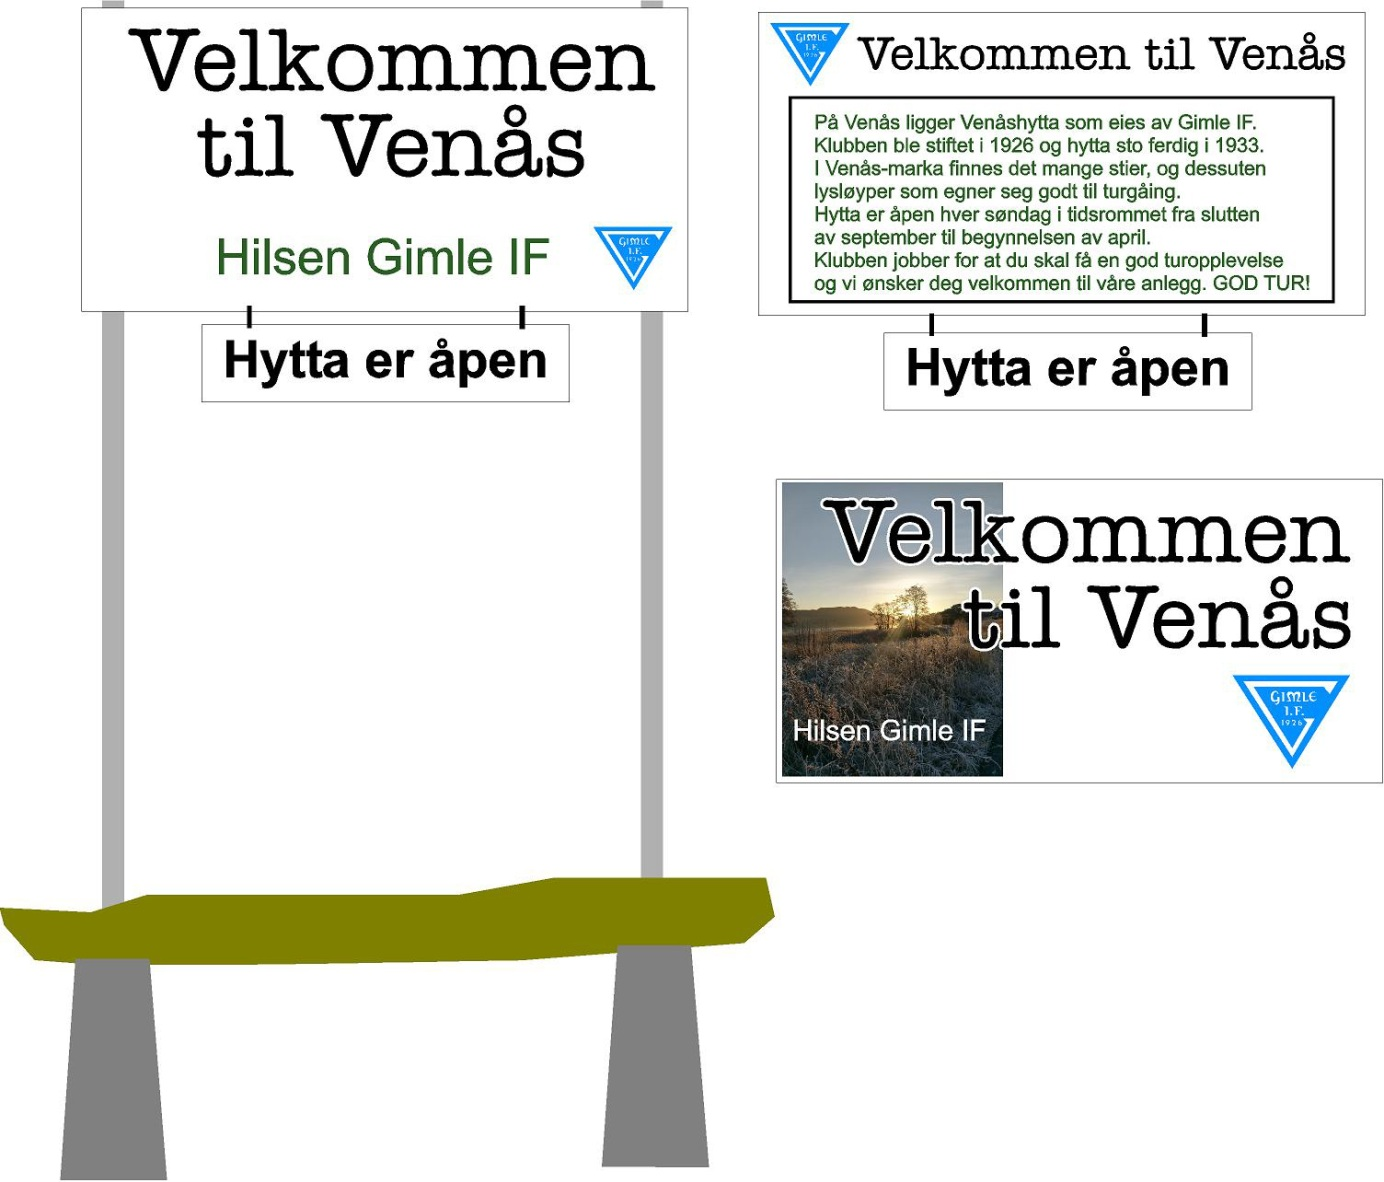 Velkommen
til Venås
Hilsen Gimle IF
GIMLE
I.F.
1926
Hytta er åpen
GIMLE
I.F.
1926
Velkommen til Venås
På Venås ligger Venåshytta som eies av Gimle IF.
Klubben ble stiftet i 1926 og hytta sto ferdig i 1933.
I Venås-marka finnes det mange stier, og dessuten
lysløyper som egner seg godt til turgåing.
Hytta er åpen hver søndag i tidsrommet fra slutten
av september til begynnelsen av april.
Klubben jobber for at du skal få en god turopplevelse
og vi ønsker deg velkommen til våre anlegg. GOD TUR!
Hytta er åpen
Velkommen
til Venås
Hilsen Gimle IF
GIMLE
I.F.
1926